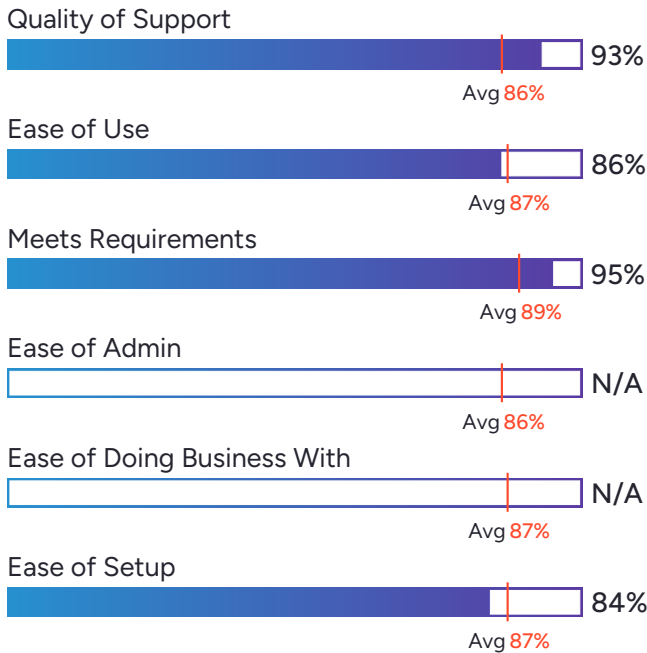 Quality of Support
93%
Avg 86%
Ease of Use
86%
Avg 87%
Meets Requirements
95%
Avg 89%
Ease of Admin
N/A
Avg 86%
Ease of Doing Business With
N/A
Avg 87%
Ease of Setup
84%
Avg 87%